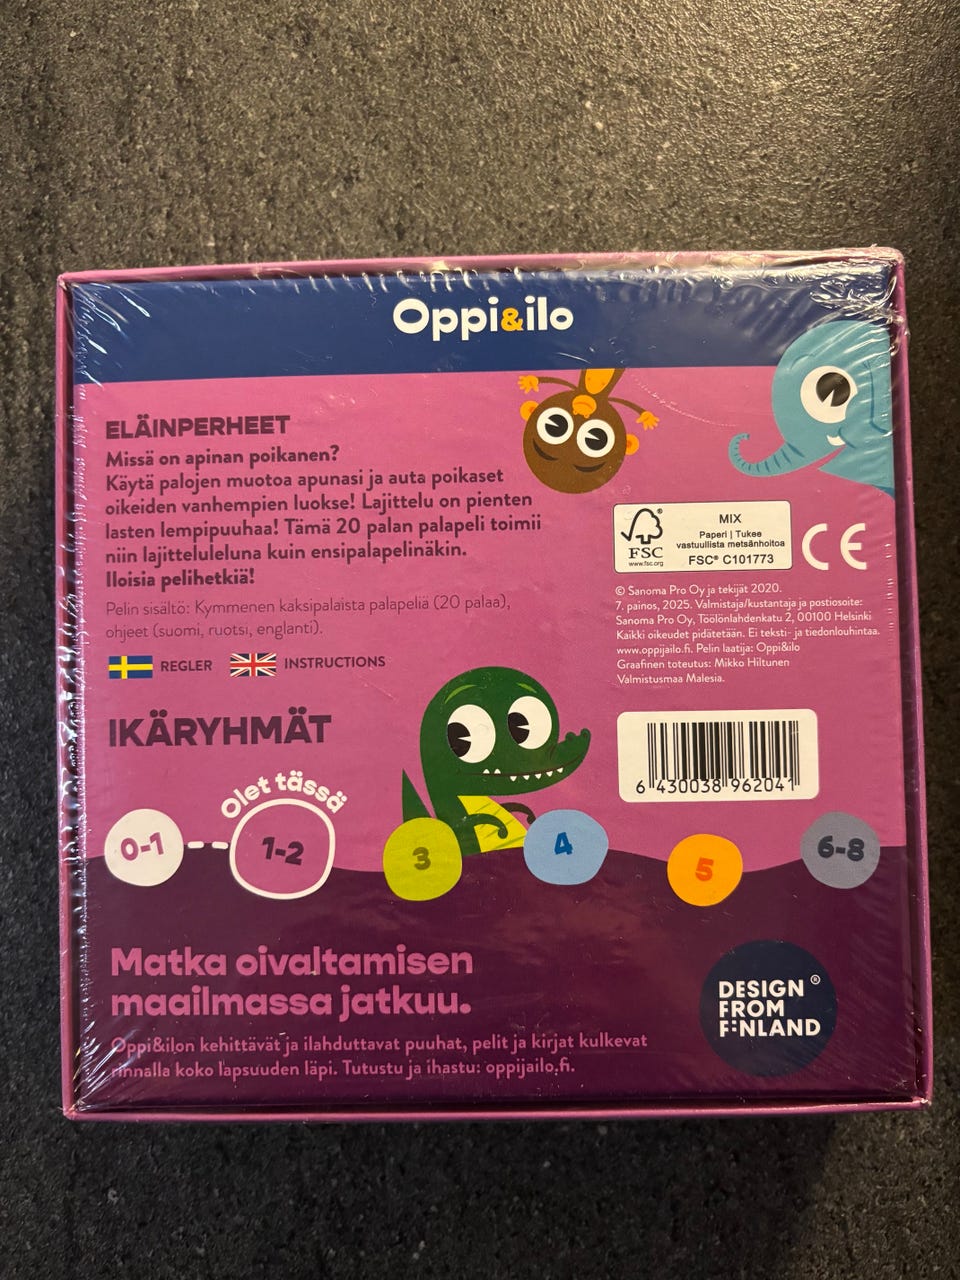 Oppi&ilo
ELÄINPERHEET
Missä on apinan poikanen?
Käytä palojen muotoa apunasi ja auta poikaset
oikeiden vanhempien luokse! Lajittelu on pienten
lasten lempipuuhaa! Tämä 20 palan palapeli toimii
niin lajitteluleluna kuin ensipalapelinäkin.
Iloisia pelihetkiä!
Pelin sisältö: Kymmenen kaksipalaista palapeliä (20 palaa),
ohjeet (suomi, ruotsi, englanti).
REGLER
INSTRUCTIONS
FSC
www.fsc.org
MIX
Paperi | Tukee
vastuullista metsänhoitoa
FSC® C101773
CE
© Sanoma Pro Oy ja tekijät 2020.
7. painos, 2025. Valmistaja/kustantaja ja postiosoite:
Sanoma Pro Oy, Töölönlahdenkatu 2, 00100 Helsinki
Kaikki oikeudet pidätetään. Ei teksti- ja tiedonlouhintaa.
www.oppijailo.fi. Pelin laatija: Oppi&ilo
Graafinen toteutus: Mikko Hiltunen
Valmistusmaa Malesia.
6 430038 962041
IKÄRYHMÄT
Olet tässä
0-1
1-2
3
4
5
6-8
Matka oivaltamisen
maailmassa jatkuu.
Oppi&ilon kehittävät ja ilahduttavat puuhat, pelit ja kirjat kulkevat
rinnalla koko lapsuuden läpi. Tutustu ja ihastu: oppijailo.fi.
DESIGN ®
FROM
FINLAND